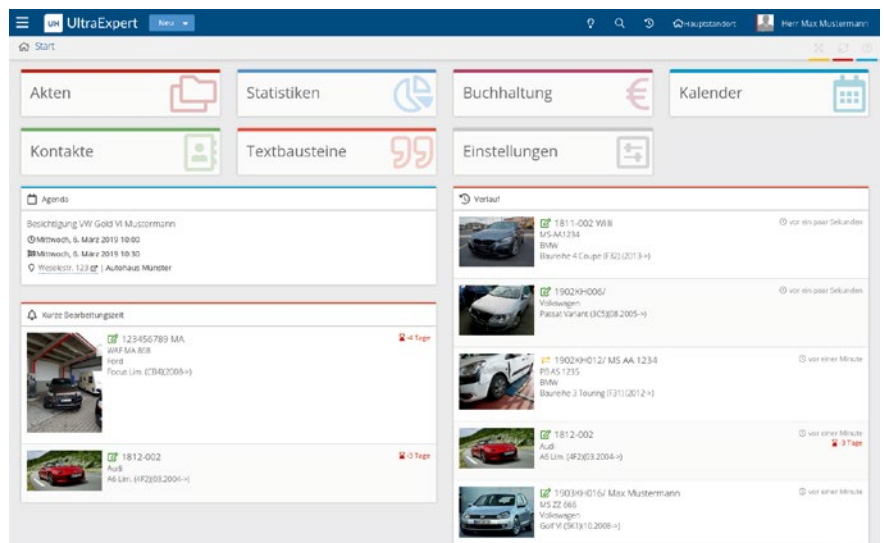 UH UltraExpert Neu
Hauptstandort Herr Max Mustermann
Start
Akten
Statistiken
Buchhaltung
Kalender
Kontakte
Textbausteine
Einstellungen
Agenda
Besichtigung VW Gold VI Mustermann
Mittwoch, 6. März 2019 10:00
Mittwoch, 6. März 2019 10:30
Weselestr. 123 | Autohaus Münster
Kurze Bearbeitungszeit
123456789 MA
-4 Tage
WAF MA 808
Ford
Focus Lim. (CB4)(2008->)
1812-002
-3 Tage
Audi
A6 Lim. (4F2)(03.2004->)
Verlauf
1811-002 Willi
vor ein paar Sekunden
MS-AA1234
BMW
Baureihe 4 Coupe (F32) (2013->)
1902KH006/
vor ein paar Sekunden
Volkswagen
Passat Variant (3C5)(08.2005->)
1902KH012/ MS AA 1234
vor einer Minute
PB AS 1235
BMW
Baureihe 3 Touring (F31) (2012->)
1812-002
vor einer Minute
-3 Tage
Audi
A6 Lim. (4F2)(03.2004->)
1903KH016/ Max Mustermann
vor einer Minute
MS ZZ 666
Volkswagen
Golf VI (5K1)(10.2008->)